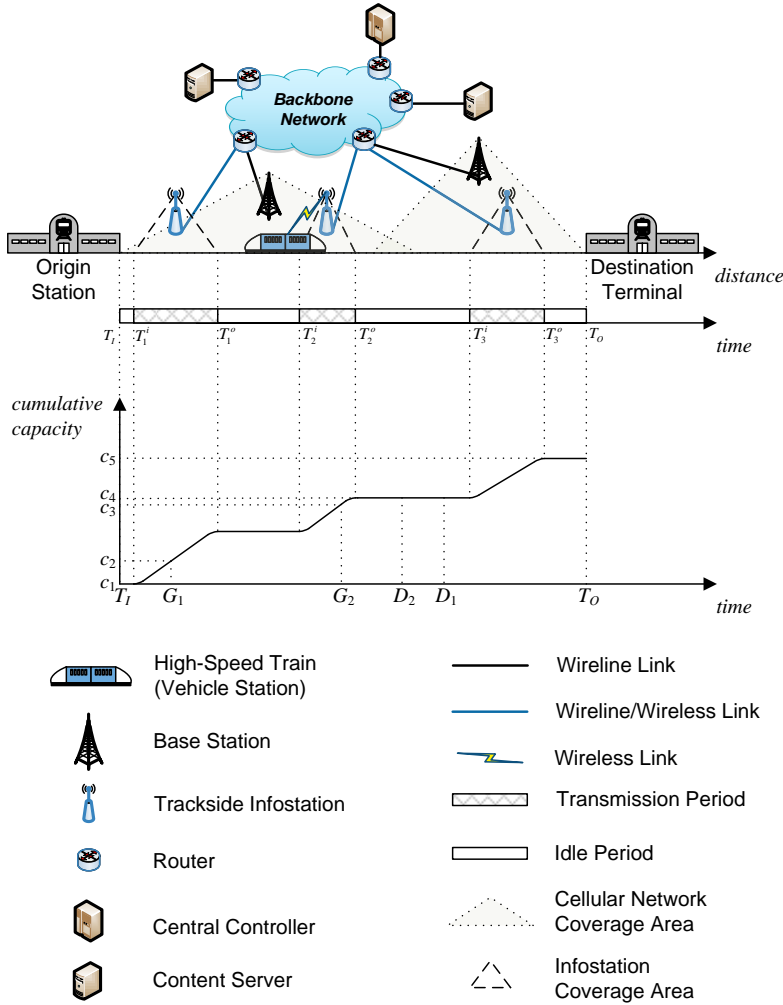 Backbone
Network
Origin
Station
Destination
Terminal
distance
T_I T_1^i T_1^o T_2^i T_2^o T_3^i T_3^o T_O
time
cumulative
capacity
c_5
c_4
c_3
c_2
c_1
T_I G_1 G_2 D_2 D_1 T_O
time
High-Speed Train
(Vehicle Station)
Wireline Link
Base Station
Wireline/Wireless Link
Wireless Link
Trackside Infostation
Transmission Period
Router
Idle Period
Central Controller
Cellular Network
Coverage Area
Content Server
Infostation
Coverage Area